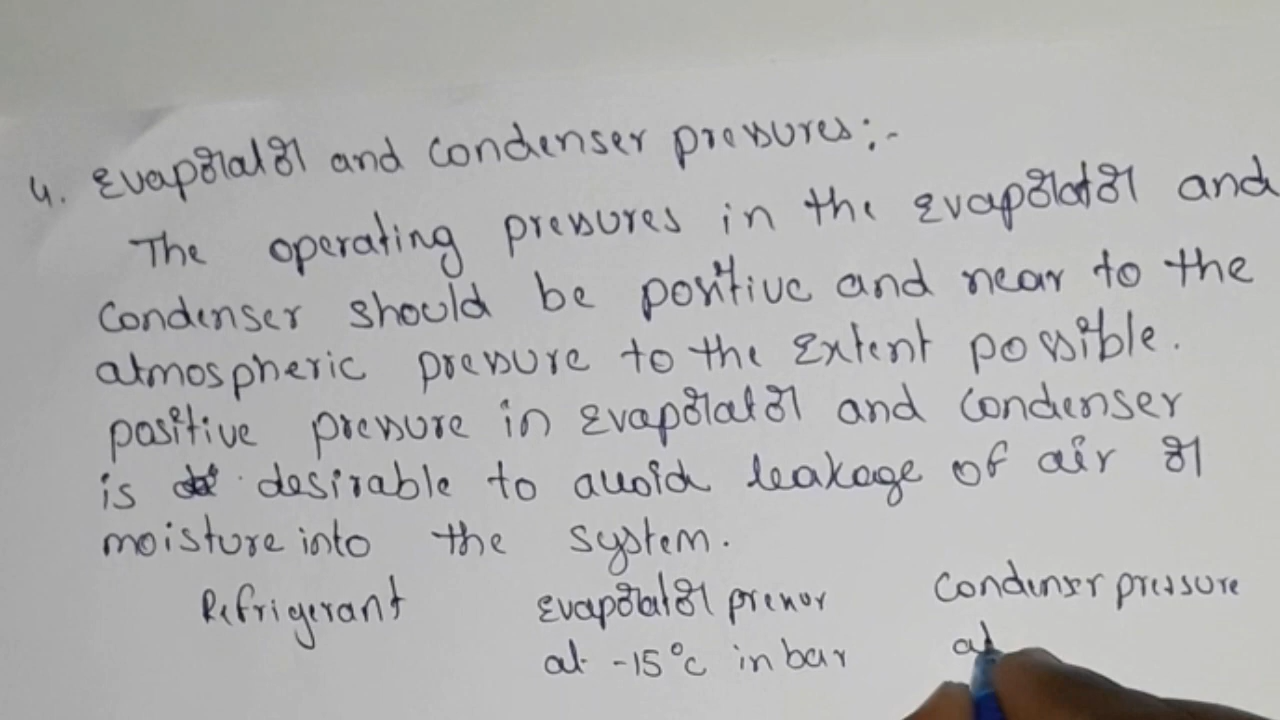 4. Evaporator and condenser pressures:-
The operating pressures in the evaporator and
condenser should be positive and near to the
atmospheric pressure to the extent possible.
positive pressure in evaporator and condenser
is desirable to avoid leakage of air or
moisture into the system.
Refrigerant Evaporator pressure Condenser pressure
at -15°c in bar at